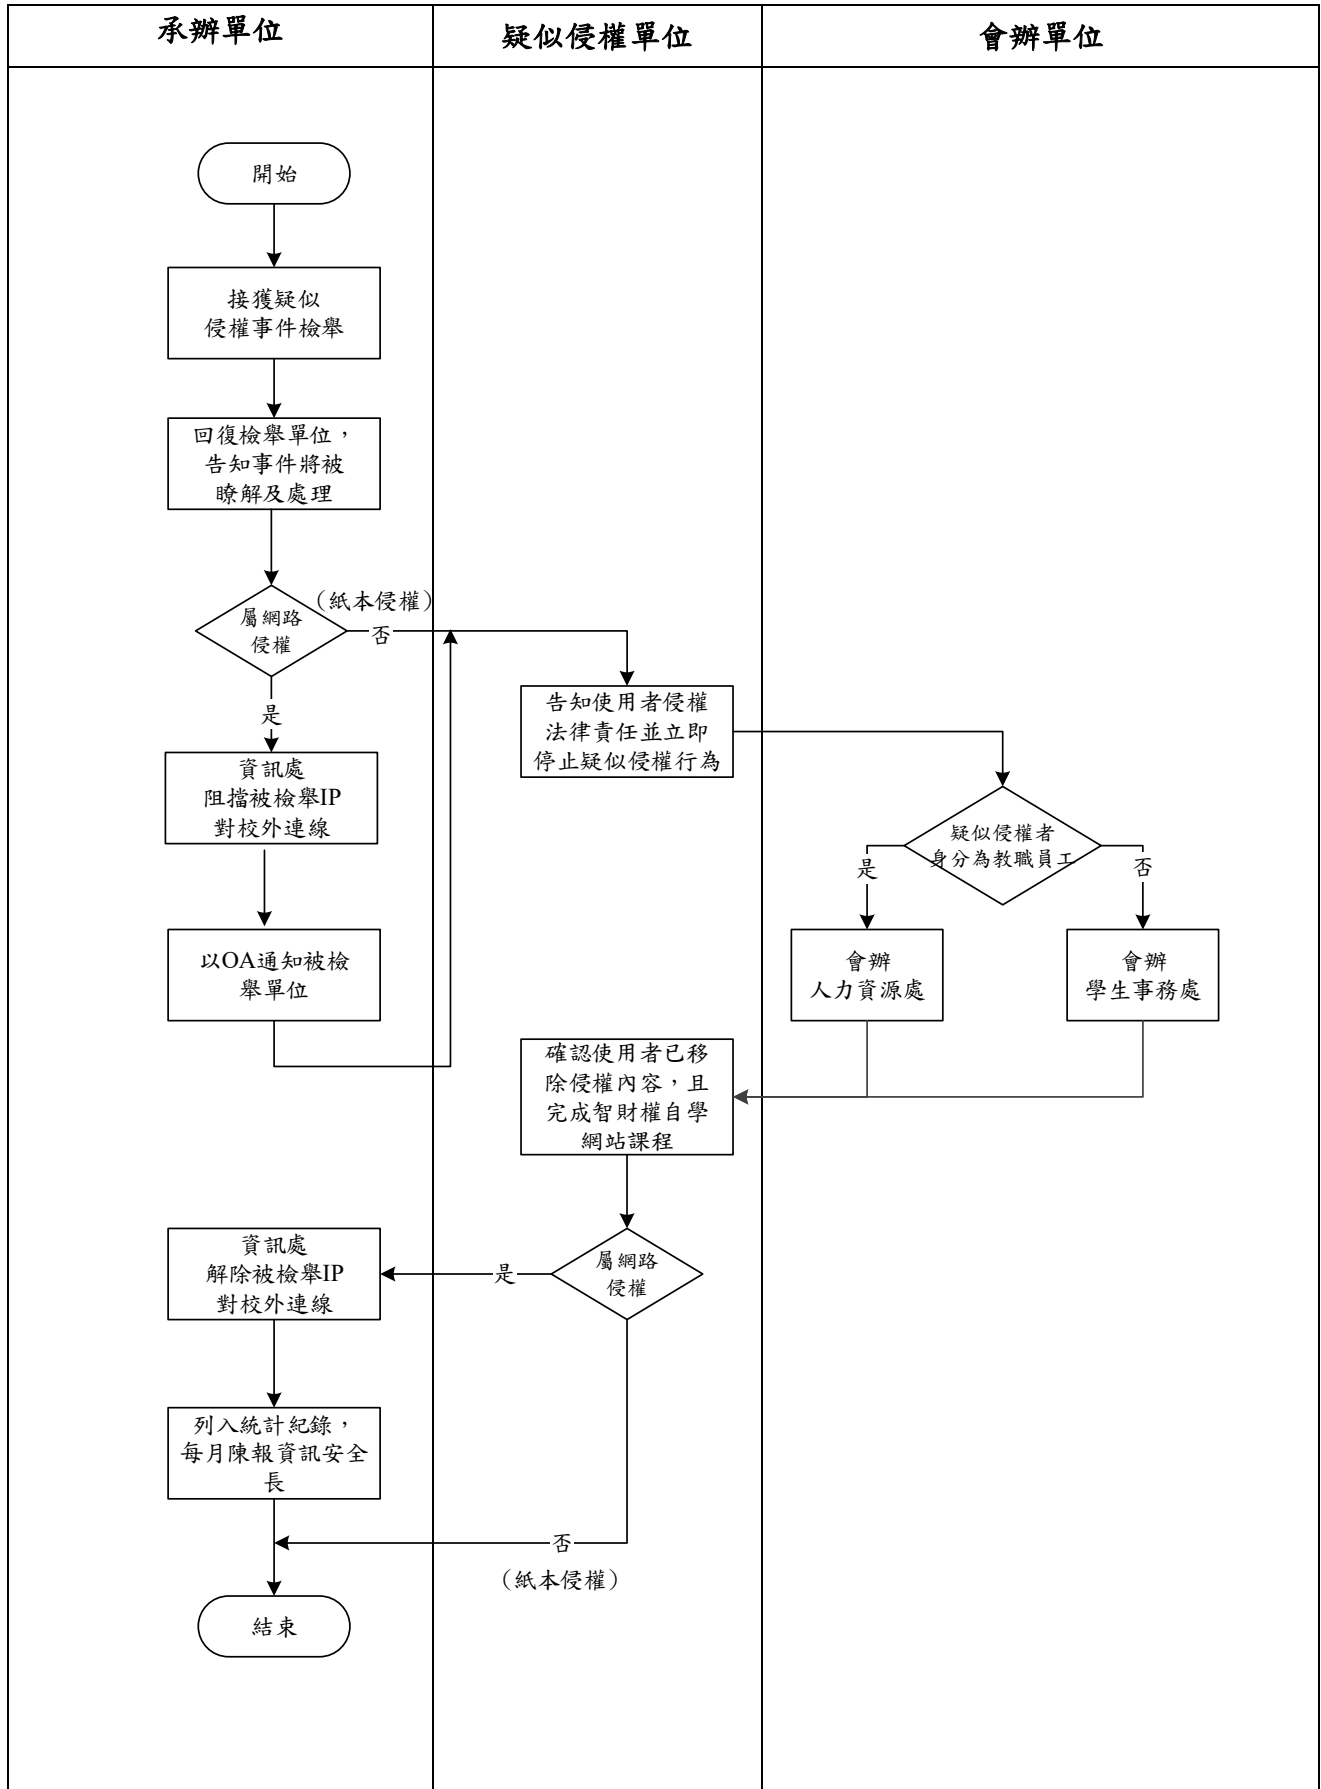 承辦單位
疑似侵權單位
會辦單位
開始
接獲疑似
侵權事件檢舉
回復檢舉單位，
告知事件將被
瞭解及處理
屬網路
侵權
（紙本侵權）
否
是
資訊處
阻擋被檢舉IP
對校外連線
以OA通知被檢
舉單位
告知使用者侵權
法律責任並立即
停止疑似侵權行為
疑似侵權者
身分為教職員工
是
否
會辦
人力資源處
會辦
學生事務處
確認使用者已移
除侵權內容，且
完成智財權自學
網站課程
屬網路
侵權
是
資訊處
解除被檢舉IP
對校外連線
列入統計紀錄，
每月陳報資訊安全
長
否
（紙本侵權）
結束